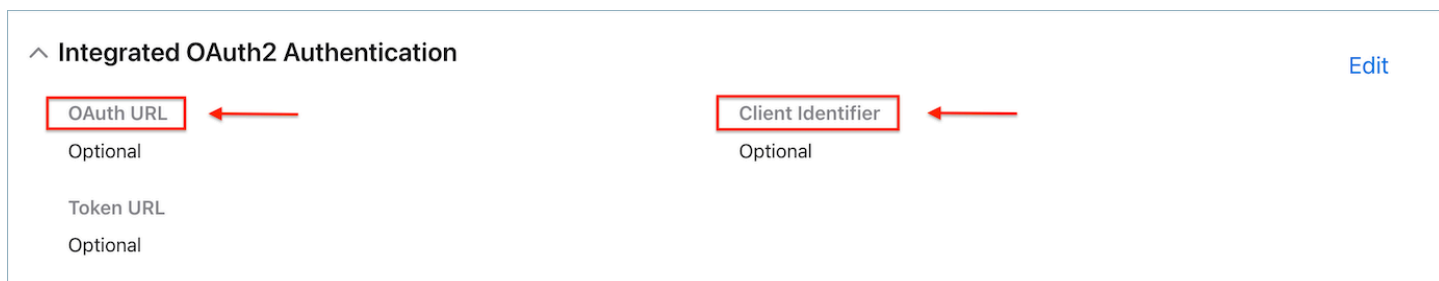 Integrated OAuth2 Authentication
Edit
OAuth URL
Client Identifier
Optional
Optional
Token URL
Optional